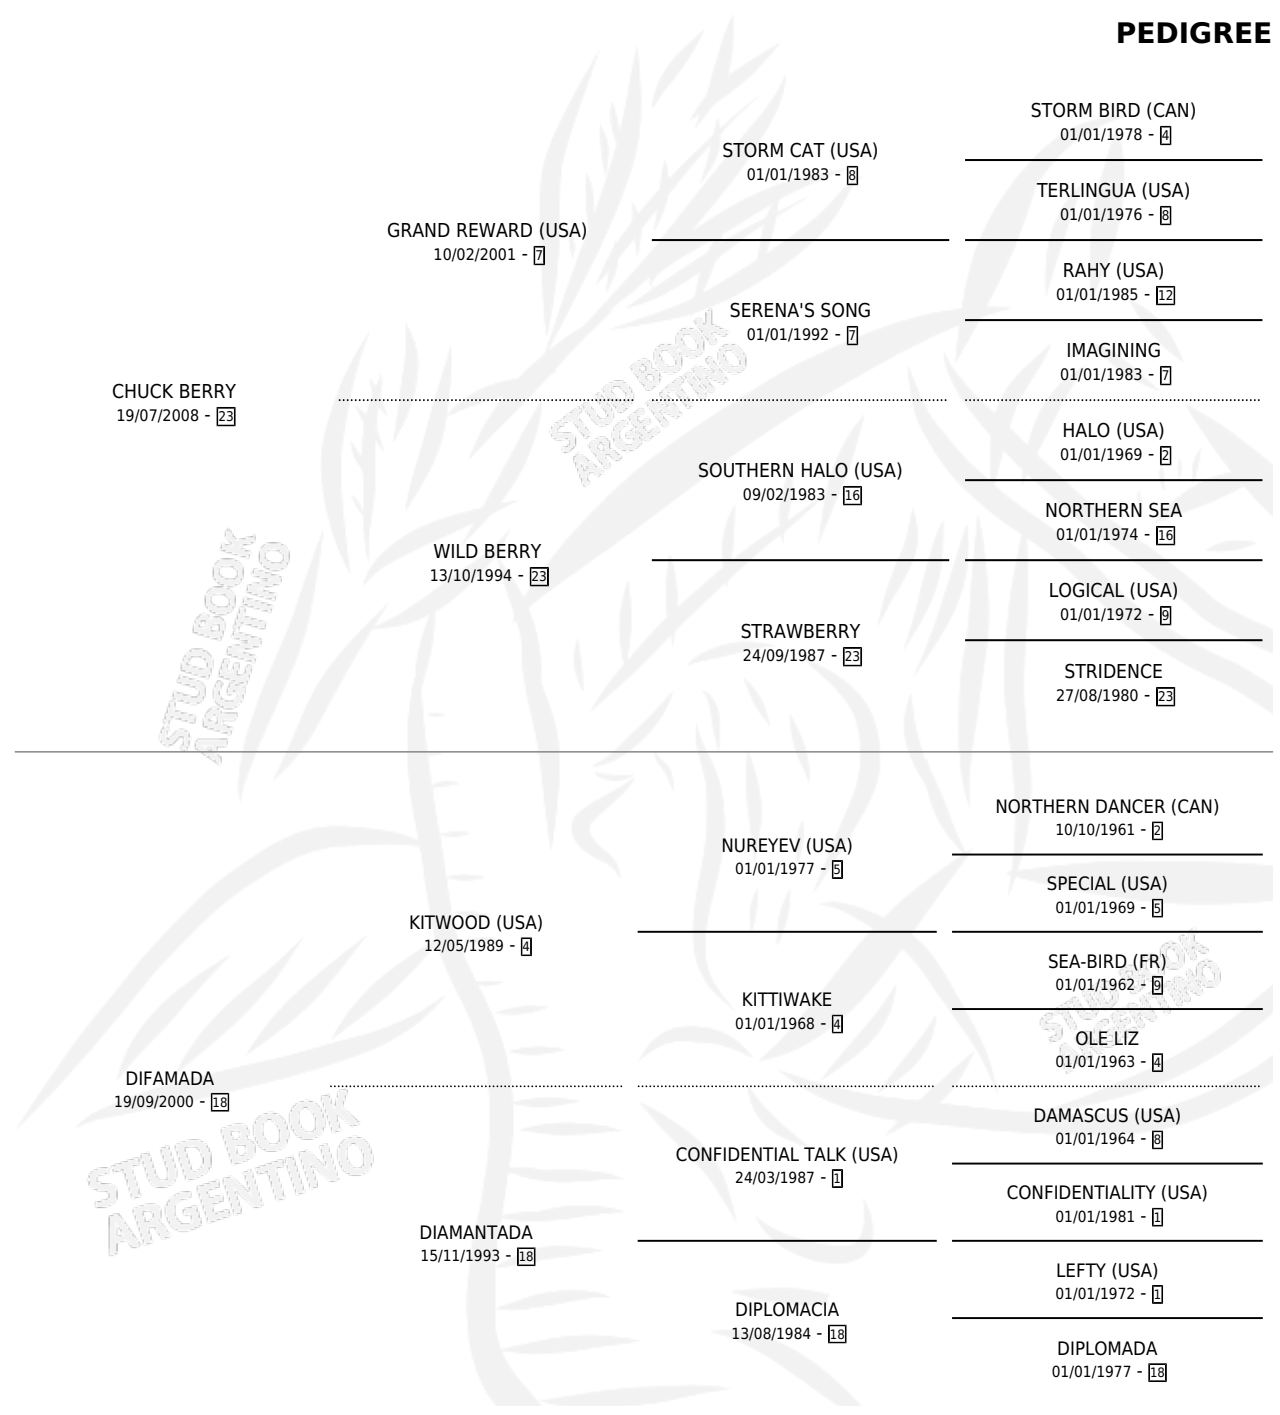 PEDIGREE
STORM BIRD (CAN)
01/01/1978 - 4
STORM CAT (USA)
01/01/1983 - 8
TERLINGUA (USA)
01/01/1976 - 8
GRAND REWARD (USA)
10/02/2001 - 7
RAHY (USA)
01/01/1985 - 12
SERENA'S SONG
01/01/1992 - 7
IMAGINING
01/01/1983 - 7
STUD BOOK
ARGENTINO
CHUCK BERRY
19/07/2008 - 23
HALO (USA)
01/01/1969 - 2
SOUTHERN HALO (USA)
09/02/1983 - 16
NORTHERN SEA
01/01/1974 - 16
WILD BERRY
13/10/1994 - 23
LOGICAL (USA)
01/01/1972 - 9
STRAWBERRY
24/09/1987 - 23
STRIDENCE
27/08/1980 - 23
STUD BOOK
ARGENTINO
NORTHERN DANCER (CAN)
10/10/1961 - 2
NUREYEV (USA)
01/01/1977 - 5
SPECIAL (USA)
01/01/1969 - 5
KITWOOD (USA)
12/05/1989 - 4
SEA-BIRD (FR)
01/01/1962 - 9
KITTIWAKE
01/01/1968 - 4
OLE LIZ
01/01/1963 - 4
STUD BOOK
ARGENTINO
DIFAMADA
19/09/2000 - 18
DAMASCUS (USA)
01/01/1964 - 8
CONFIDENTIAL TALK (USA)
24/03/1987 - 1
CONFIDENTIALITY (USA)
01/01/1981 - 1
STUD BOOK
ARGENTINO
DIAMANTADA
15/11/1993 - 18
LEFTY (USA)
01/01/1972 - 1
DIPLOMACIA
13/08/1984 - 18
DIPLOMADA
01/01/1977 - 18